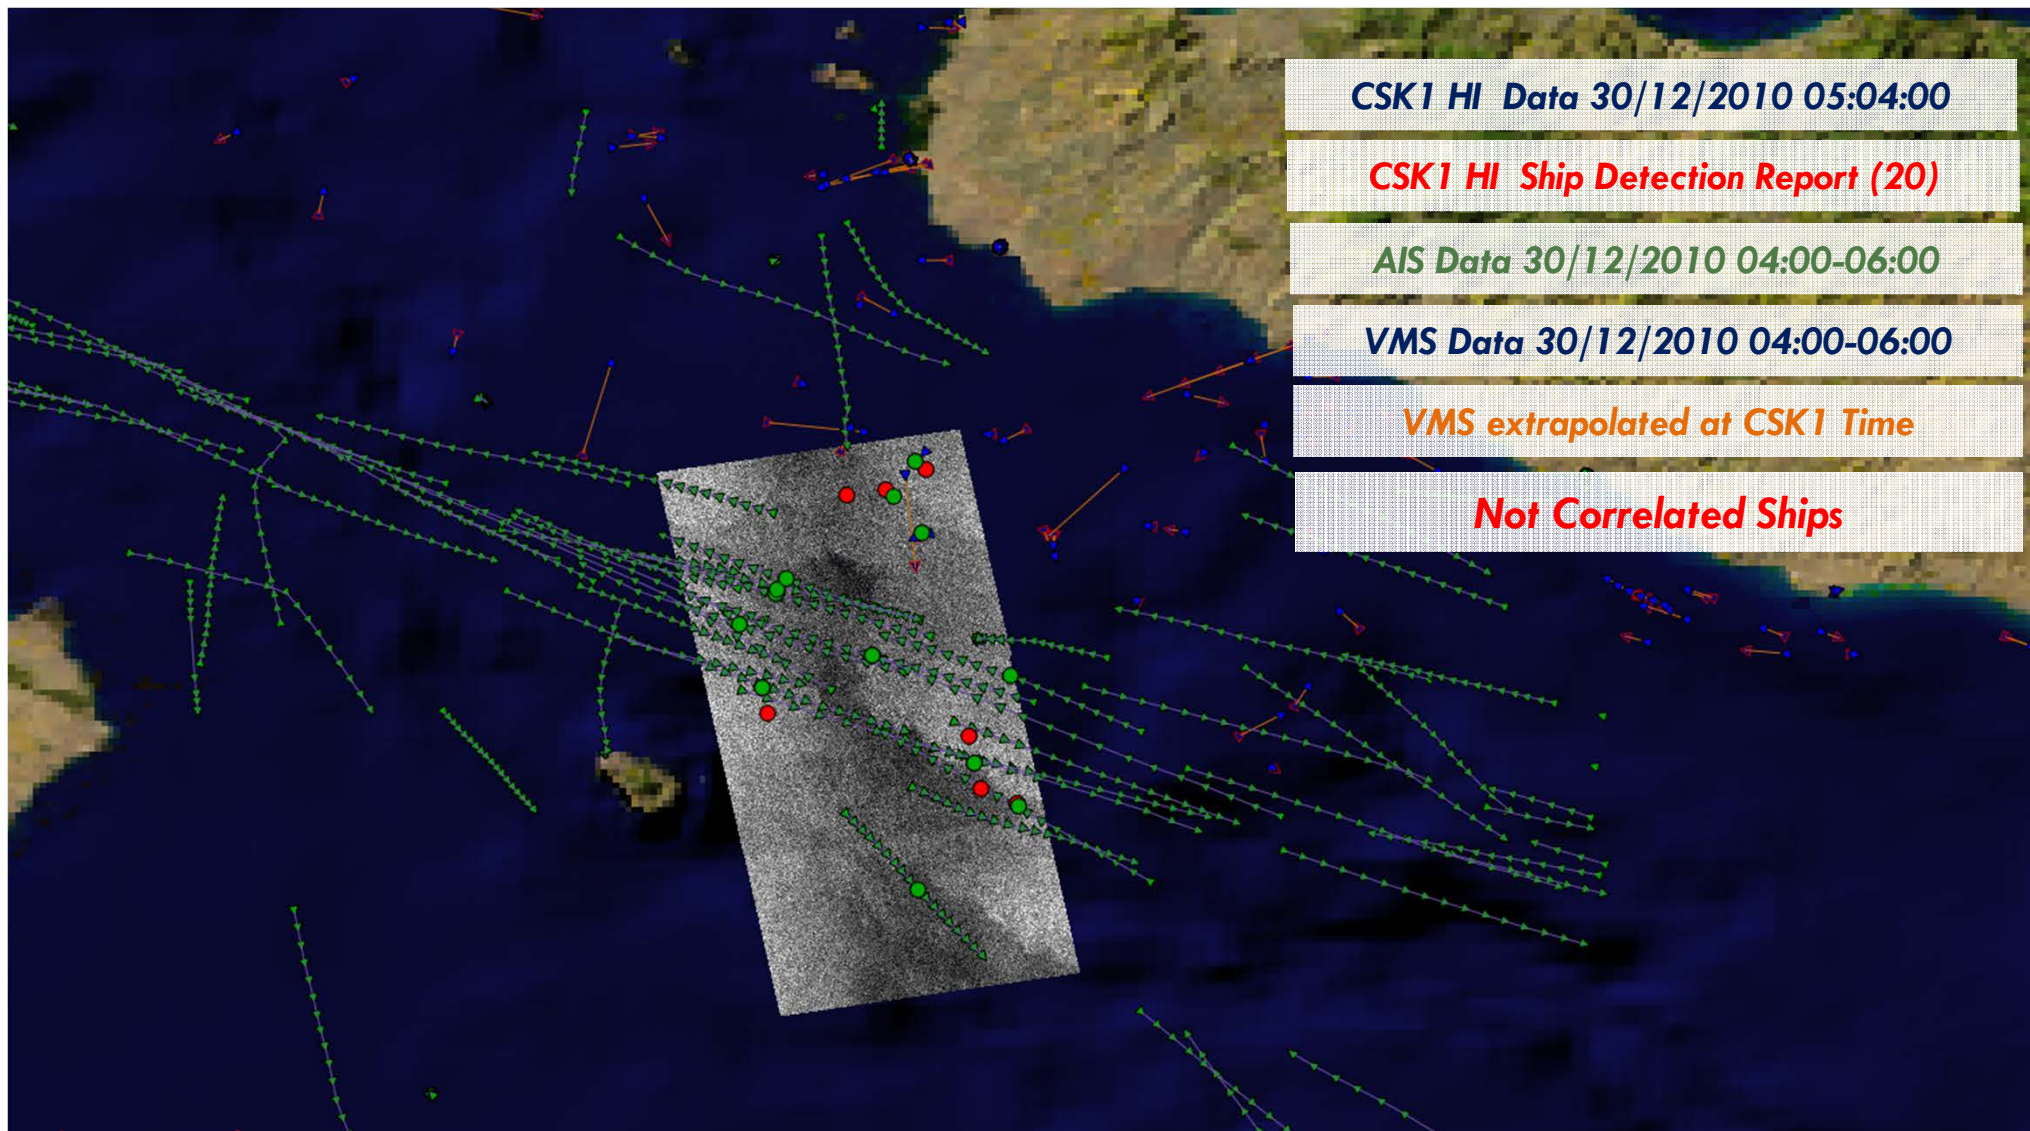 CSK1 HI Data 30/12/2010 05:04:00
CSK1 HI Ship Detection Report (20)
AIS Data 30/12/2010 04:00-06:00
VMS Data 30/12/2010 04:00-06:00
VMS extrapolated at CSK1 Time
Not Correlated Ships